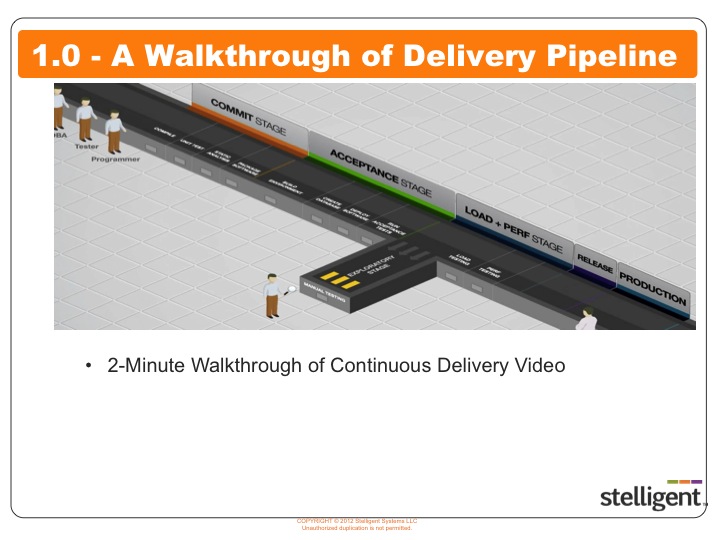 1.0 - A Walkthrough of Delivery Pipeline
COMMIT STAGE
DBA
Tester
Programmer
COMPILE
UNIT TEST
STATIC
ANALYSIS
PACKAGE
SOFTWARE
BUILD
ENVIRONMENT
ACCEPTANCE STAGE
CREATE
DATABASE
DEPLOY
SOFTWARE
RUN
ACCEPTANCE
TESTS
LOAD + PERF STAGE
LOAD
TESTING
PERF
TESTING
RELEASE
PRODUCTION
EXPLORATORY
STAGE
MANUAL TESTING
• 2-Minute Walkthrough of Continuous Delivery Video
stelligent
COPYRIGHT © 2012 Stelligent Systems LLC
Unauthorized duplication is not permitted.